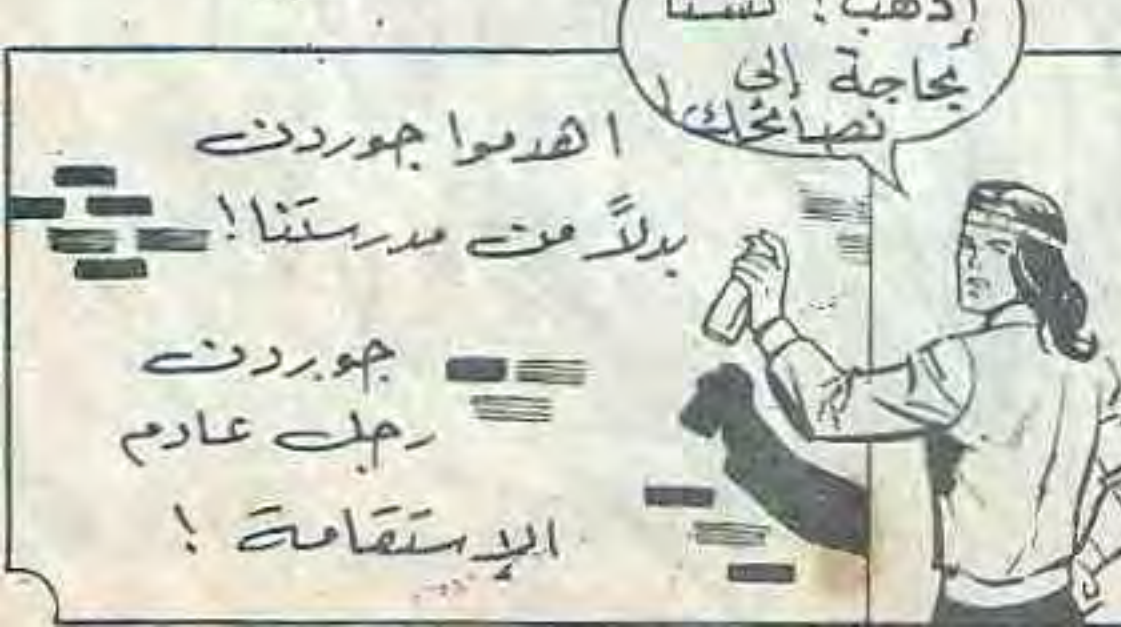 إذهب! لسنا
بحاجة إلى
نصائحك!
اهدموا جوردن
بدلاً من مدرستنا!
جوردن
رجل عادم
الإستقامة!